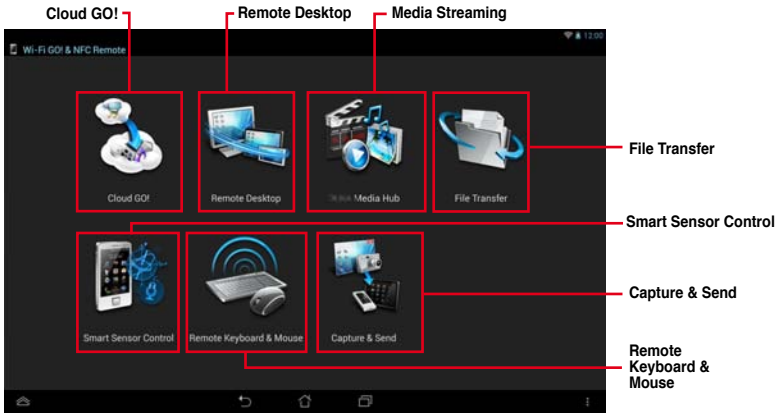 Cloud GO!
Remote Desktop
Media Streaming
Wi-Fi GO! & NFC Remote
12:00
Cloud GO!
Remote Desktop
Media Hub
File Transfer
File Transfer
Smart Sensor Control
Smart Sensor Control
Remote Keyboard & Mouse
Capture & Send
Capture & Send
Remote
Keyboard &
Mouse